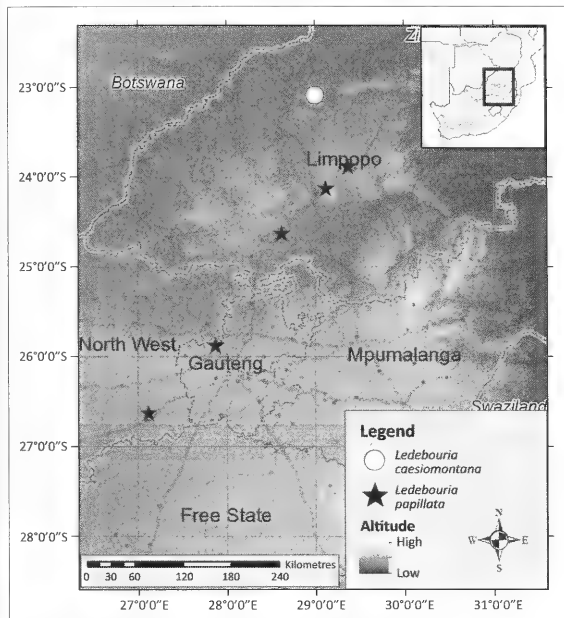 Zi
23°0'0"S
Botswana
Limpopo
24°0'0"S
25°0'0"S
North West
26°0'0"S
Gauteng
Mpumalanga
Swaziland
27°0'0"S
Legend
Ledebouria
caesiomontana
Ledebouria
papillata
Free State
Altitude
High
Low
N
W E
S
28°0'0"S
Kilometres
0 30 60 120 180 240
27°0'0"E 28°0'0"E 29°0'0"E 30°0'0"E 31°0'0"E